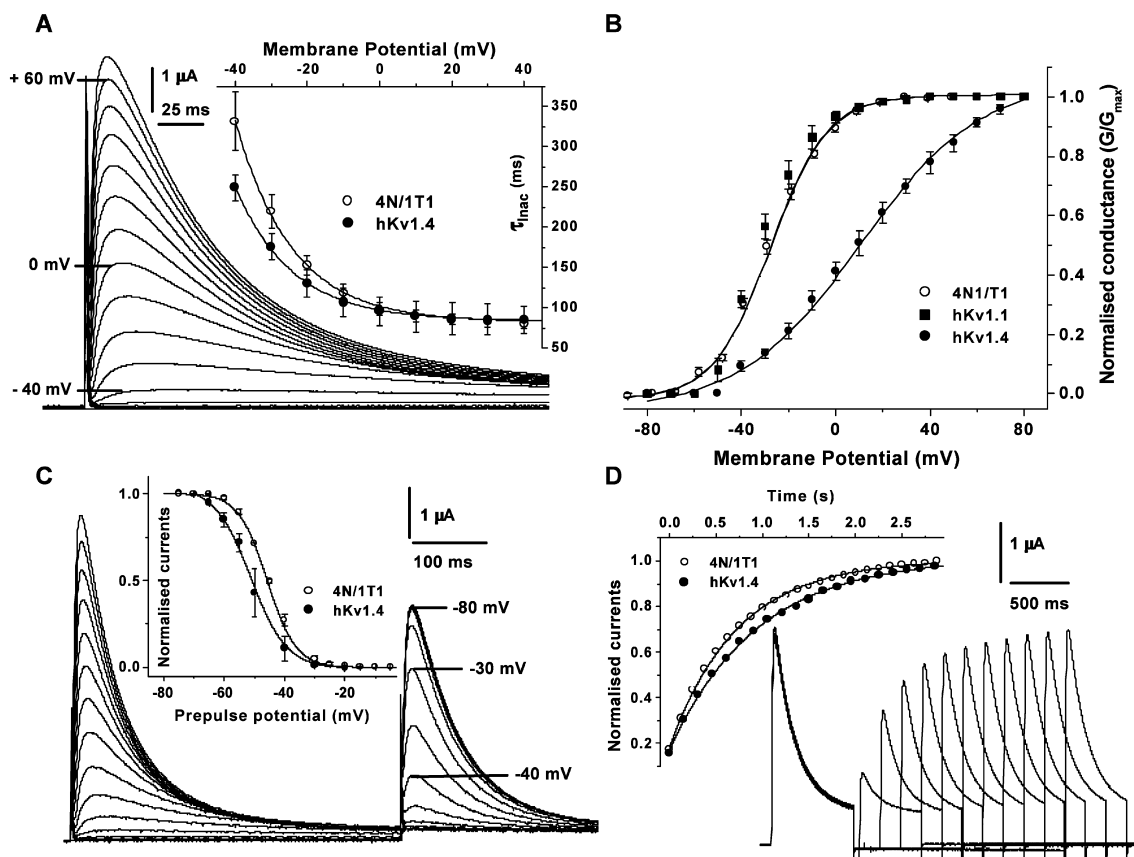 A
Membrane Potential (mV)
-40 -20 0 20 40
+ 60 mV
1 µA
25 ms
350
300
250
200
150
100
50
τInac (ms)
4N/1T1
hKv1.4
0 mV
- 40 mV
B
1.0
0.8
0.6
0.4
0.2
0.0
Normalised conductance (G/Gmax)
4N1/T1
hKv1.1
hKv1.4
-80 -40 0 40 80
Membrane Potential (mV)
C
1.0
0.5
0.0
Normalised currents
4N/1T1
hKv1.4
-80 -60 -40 -20
Prepulse potential (mV)
1 µA
100 ms
-80 mV
-30 mV
-40 mV
D
Time (s)
0.0 0.5 1.0 1.5 2.0 2.5
4N/1T1
hKv1.4
1.0
0.8
0.6
0.4
0.2
Normalised currents
1 µA
500 ms